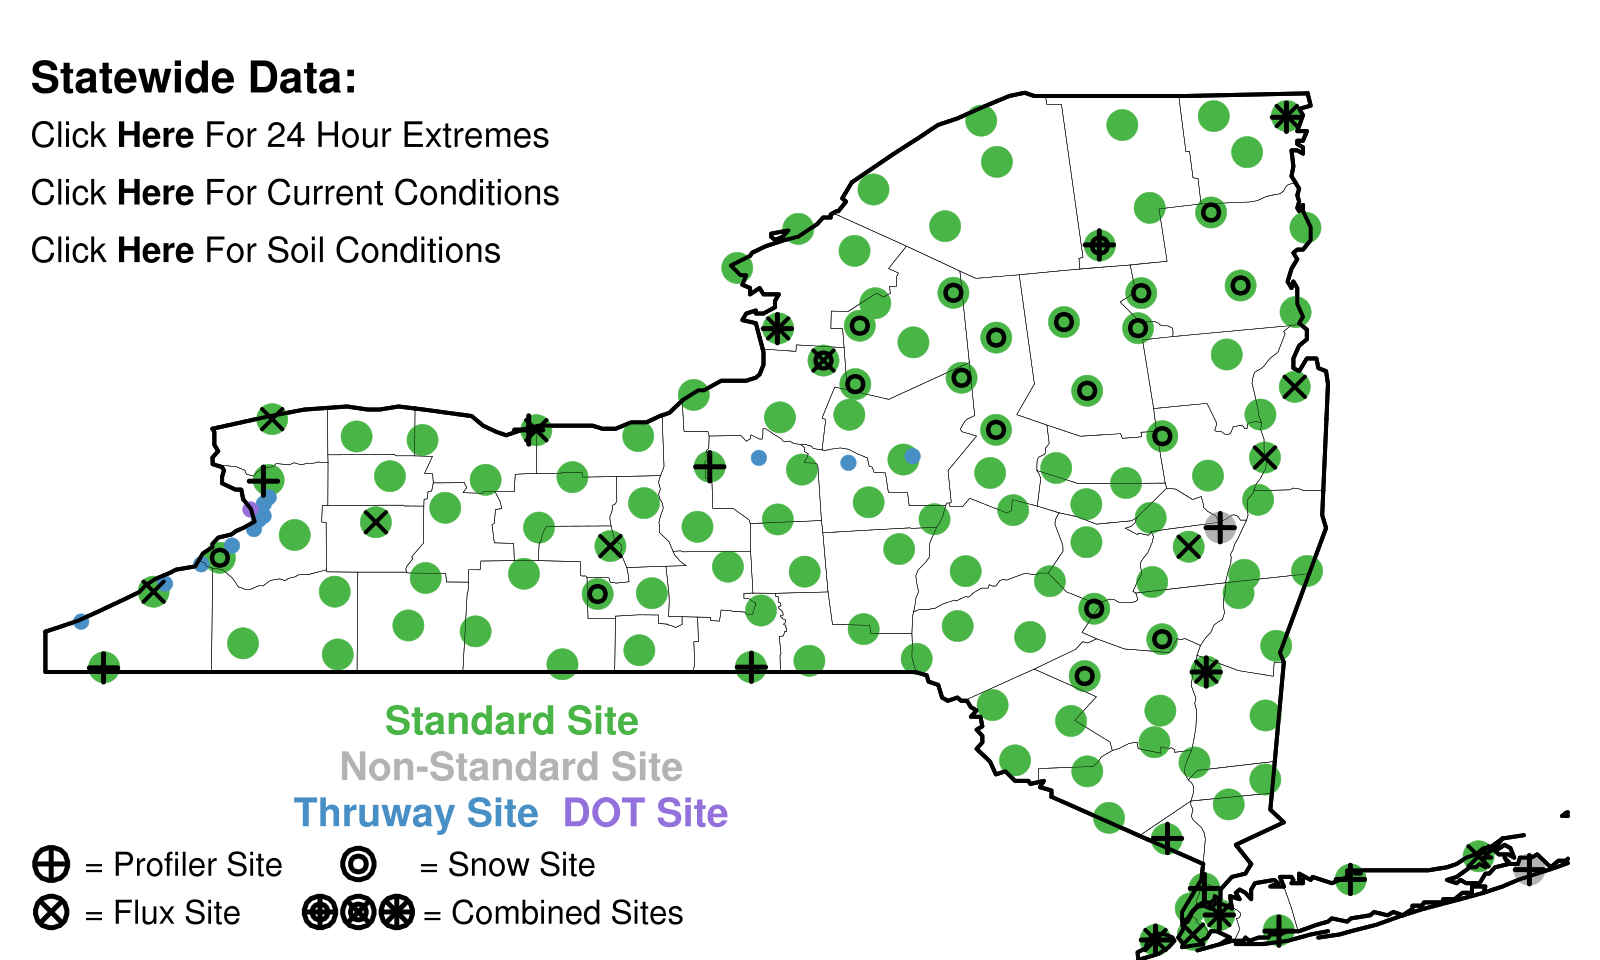 Statewide Data:
Click Here For 24 Hour Extremes
Click Here For Current Conditions
Click Here For Soil Conditions
Standard Site
Non-Standard Site
Thruway Site DOT Site
= Profiler Site = Snow Site
= Flux Site = Combined Sites